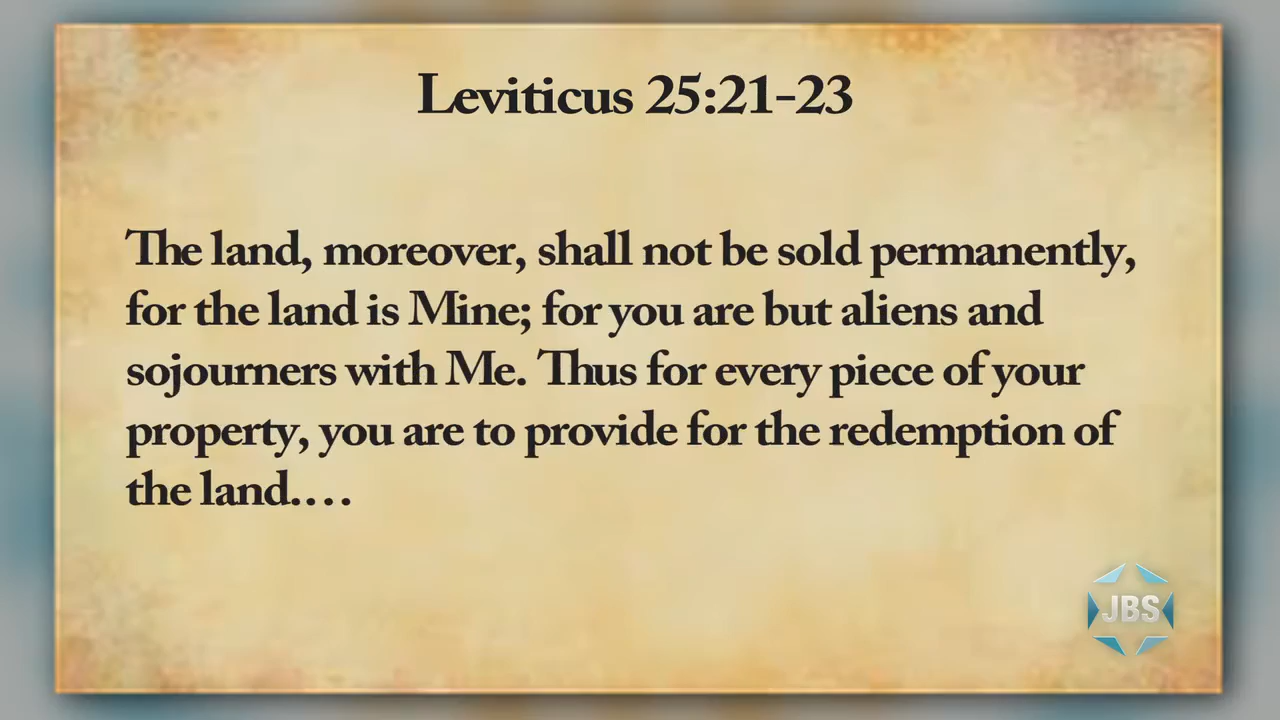 Leviticus 25:21-23
The land, moreover, shall not be sold permanently,
for the land is Mine; for you are but aliens and
sojourners with Me. Thus for every piece of your
property, you are to provide for the redemption of
the land....
JBS